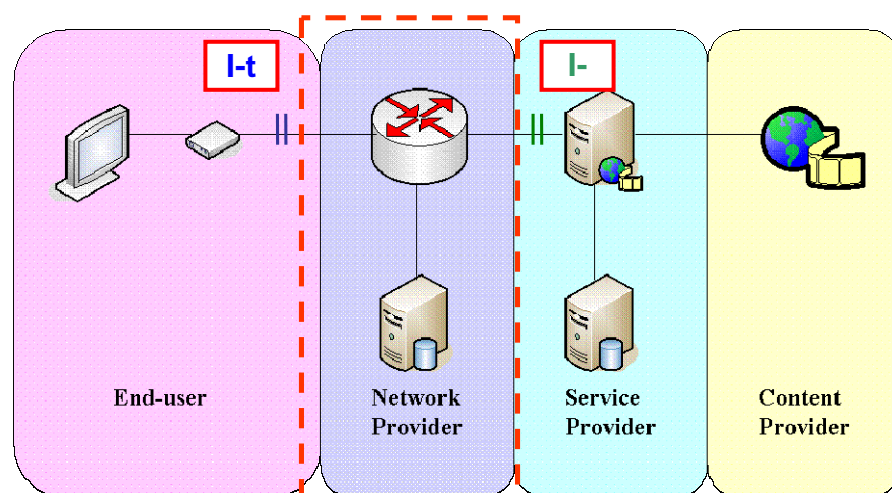 I-t
I-
End-user
Network
Provider
Service
Provider
Content
Provider